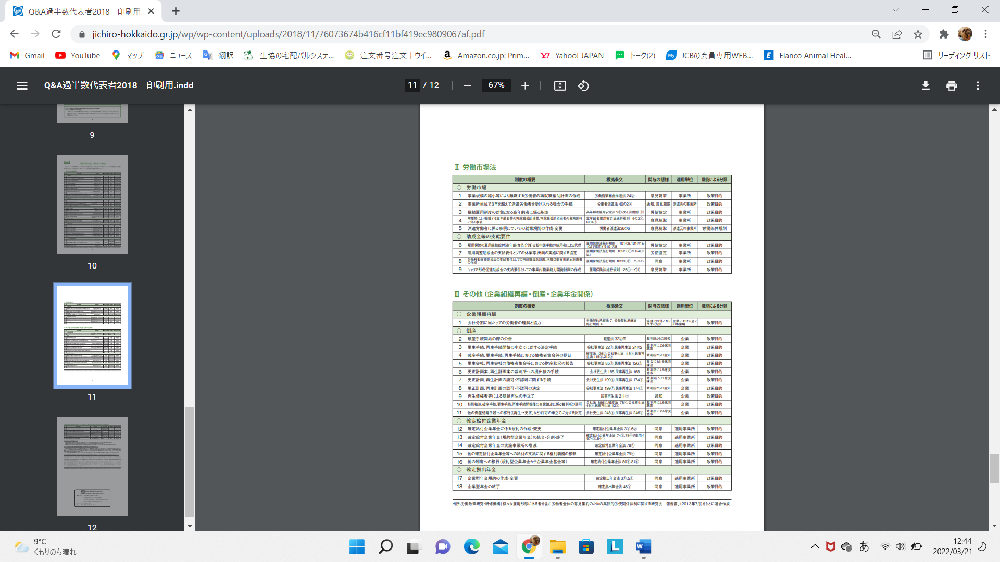 Q&A過半数代表者2018　印刷用
jichiro-hokkaido.gr.jp/wp/wp-content/uploads/2018/11/76073674b416cf11bf419ec9809067af.pdf
Gmail YouTube マップ ニュース 翻訳 生協の宅配パルシステ... 注文番号注文｜ウイ... Amazon.co.jp: Prim... Yahoo! JAPAN トーク(2) JCBの会員専用WEB... Elanco Animal Heal... リーディング リスト
Q&A過半数代表者2018　印刷用.indd 11 / 12 67%
9
10
11
12
Ⅱ 労働市場法
制度の概要 根拠条文 関与の態様 適用単位 機能による分類
○ 労働市場
1 事業規模の縮小等により離職する労働者の再就職援助計画の作成 労働施策総合推進法 24② 意見聴取 事業所 政策目的
2 事業所単位で3年を超えて派遣労働者を受け入れる場合の手続 労働者派遣法 40の2④ 通知、意見聴取 派遣先の事業所 政策目的
3 継続雇用制度の対象となる高年齢者に係る基準 高年齢者雇用安定法 9②(改正法附則 ③) 労使協定 事業所 政策目的
4 解雇等により離職する高年齢者等の再就職援助措置、再就職援助担当者の業務遂行に係る事項 高年齢者雇用安定法施行規則 6の3①、6の4② 意見聴取 事業所 政策目的
5 派遣労働者に係る事項についての就業規則の作成・変更 労働者派遣法36の6 意見聴取 派遣元の事業所 労働条件規則
○ 助成金等の支給要件
6 雇用保険の雇用継続給付(高年齢・育児・介護)支給申請手続の使用者による代理 雇用保険法施行規則 101の8、101の15・102で準用する101の8 労使協定 事業所 政策目的
7 雇用調整助成金の支給要件としての休業等、出向の実施に関する協定 雇用保険法施行規則 102の3①ニイ(4)、ロ(4) 労使協定 事業所 政策目的
8 労働移動支援助成金の支給要件としての再就職援助計画、求職活動支援基本計画書の作成 雇用保険法施行規則 102の5②一ハ、ニハ 同意 事業所 政策目的
9 キャリア形成促進助成金の支給要件としての事業内職業能力開発計画の作成 雇用保険法施行規則 125①一イ(1) 意見聴取 事業所 政策目的
Ⅲ その他（企業組織再編・倒産・企業年金関係）
制度の概要 根拠条文 関与の態様 適用単位 機能による分類
○ 企業組織再編
1 会社分割に当たっての労働者の理解と協力 労働契約承継法 7、労働契約承継法施行規則 4 協議その他これに準ずる方法 企業における全ての事業場 政策目的
○ 倒産
2 破産手続開始の際の公告 破産法 32③四 裁判所からの通知 企業 政策目的
3 更生手続、再生手続開始の申立てに対する決定手続 会社更生法 22①、民事再生法 24の2 裁判所による意見聴取 企業 政策目的
4 破産手続、更生手続、再生手続における債権者集会等の期日 破産法 136③、会社更生法 115③、民事再生法 115③、212③ 裁判所からの通知 企業 政策目的
5 更生会社、再生会社の債権者集会等における財産状況の報告 会社更生法 85③、民事再生法 126③ 集会における意見陳述 企業 政策目的
6 更正計画案、再生計画案の裁判所への提出後の手続 会社更生法 188、民事再生法 168 裁判所による意見聴取 企業 政策目的
7 更正計画、再生計画の認可・不認可に関する手続 会社更生法 199⑤、民事再生法 174③ 裁判所への意見陳述 企業 政策目的
8 更正計画、再生計画の認可・不認可の決定 会社更生法 199⑦、民事再生法 174⑤ 裁判所からの通知 企業 政策目的
9 再生債権者等による簡易再生の申立て 民事再生法 211② 通知 企業 政策目的
10 特別精算、破産手続、更生手続、再生手続開始後の事業譲渡に係る裁判所の許可 会社法 896②、破産法 78④、会社更生法 46③、民事再生法 42③ 裁判所による意見聴取 企業 政策目的
11 他の倒産処理手続への移行([再生→更正]など)許可の申立てに対する決定 会社更生法 248③、民事再生法 246③ 裁判所による意見聴取 企業 政策目的
○ 確定給付企業年金
12 確定給付企業年金に係る規約の作成・変更 確定給付企業年金法 3①、6② 同意 適用事業所 政策目的
13 確定給付企業年金（規約型企業年金）の統合・分割・終了 確定給付企業年金法 74②、75④で準用する74②、84① 同意 適用事業所 政策目的
14 確定給付企業年金の実施事業所の増減 確定給付企業年金法 78① 同意 適用事業所 政策目的
15 他の確定給付企業年金等への給付の支給に関する権利義務の移転 確定給付企業年金法 79④ 同意 適用事業所 政策目的
16 他の制度への移行（規約型企業年金から企業年金基金等） 確定給付企業年金法 80⑤・81⑤ 同意 適用事業所 政策目的
○ 確定拠出年金
17 企業型年金規約の作成・変更 確定拠出年金法 3①、5② 同意 適用事業所 政策目的
18 企業型年金の終了 確定拠出年金法 46① 同意 適用事業所 政策目的
出所：労働政策研究・研修機構「様々な雇用形態にある者を含む労働者全体の意見集約のための集団的労使関係法制に関する研究会　報告書」(2013年7月)をもとに連合作成
9°C
くもりのち晴れ
あ
12:44
2022/03/21